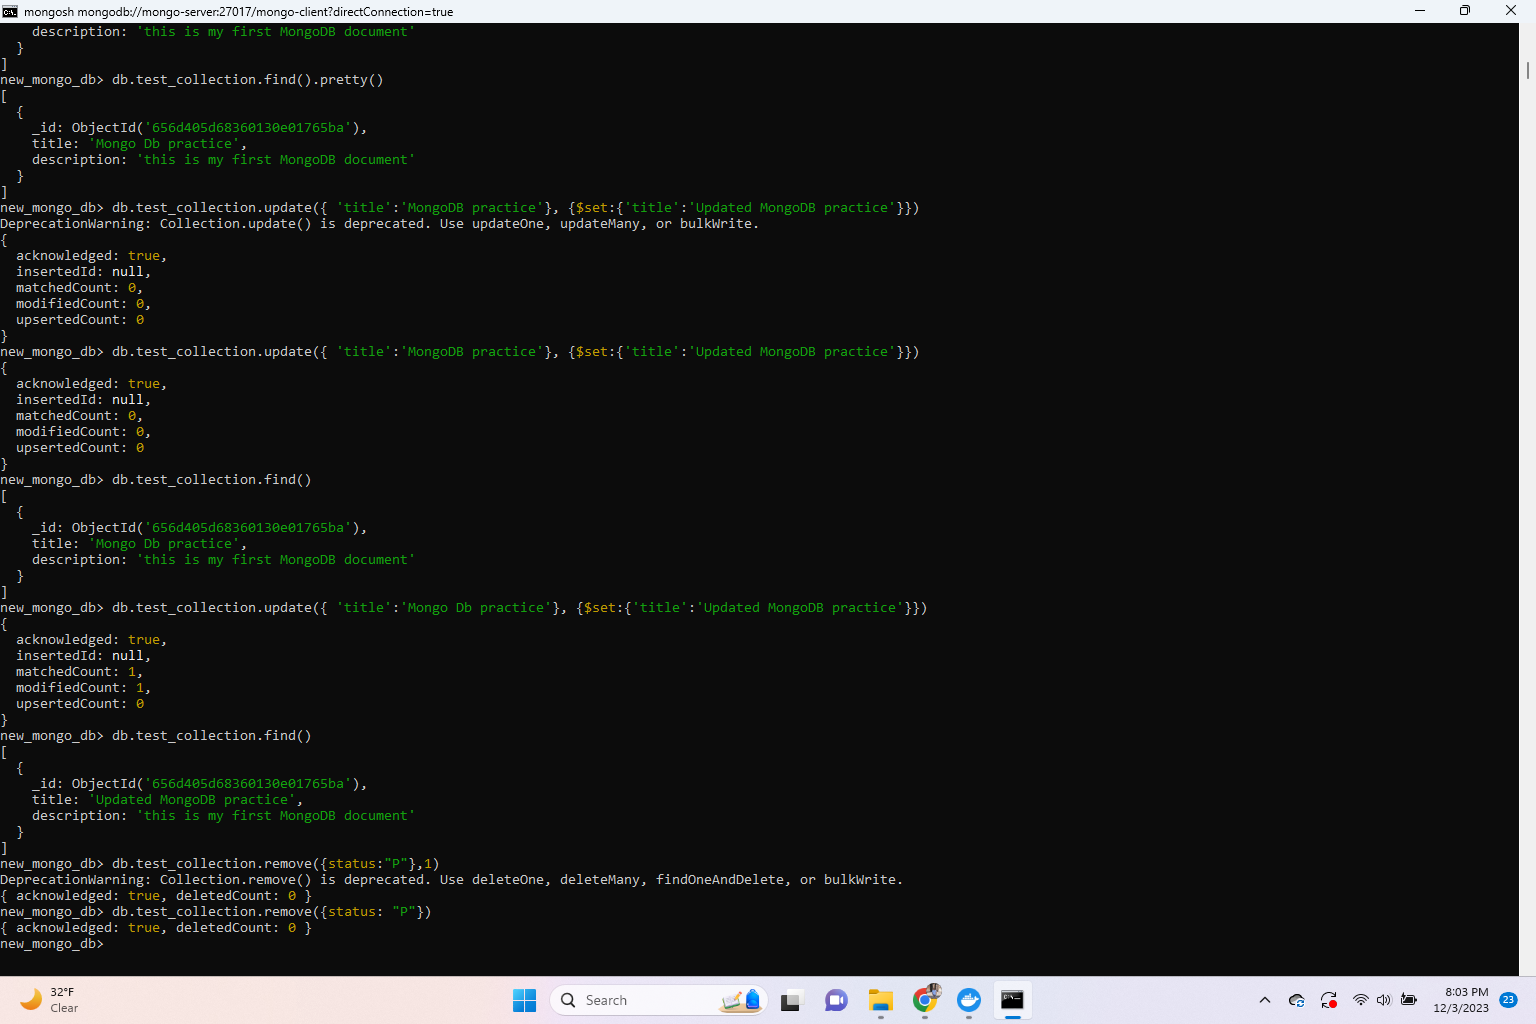 mongosh mongodb://mongo-server:27017/mongo-client?directConnection=true
    description: 'this is my first MongoDB document'
  }
]
new_mongo_db> db.test_collection.find().pretty()
[
  {
    _id: ObjectId('656d405d68360130e01765ba'),
    title: 'Mongo Db practice',
    description: 'this is my first MongoDB document'
  }
]
new_mongo_db> db.test_collection.update({ 'title':'MongoDB practice'}, {$set:{'title':'Updated MongoDB practice'}})
DeprecationWarning: Collection.update() is deprecated. Use updateOne, updateMany, or bulkWrite.
{
  acknowledged: true,
  insertedId: null,
  matchedCount: 0,
  modifiedCount: 0,
  upsertedCount: 0
}
new_mongo_db> db.test_collection.update({ 'title':'MongoDB practice'}, {$set:{'title':'Updated MongoDB practice'}})
{
  acknowledged: true,
  insertedId: null,
  matchedCount: 0,
  modifiedCount: 0,
  upsertedCount: 0
}
new_mongo_db> db.test_collection.find()
[
  {
    _id: ObjectId('656d405d68360130e01765ba'),
    title: 'Mongo Db practice',
    description: 'this is my first MongoDB document'
  }
]
new_mongo_db> db.test_collection.update({ 'title':'Mongo Db practice'}, {$set:{'title':'Updated MongoDB practice'}})
{
  acknowledged: true,
  insertedId: null,
  matchedCount: 1,
  modifiedCount: 1,
  upsertedCount: 0
}
new_mongo_db> db.test_collection.find()
[
  {
    _id: ObjectId('656d405d68360130e01765ba'),
    title: 'Updated MongoDB practice',
    description: 'this is my first MongoDB document'
  }
]
new_mongo_db> db.test_collection.remove({status:"P"},1)
DeprecationWarning: Collection.remove() is deprecated. Use deleteOne, deleteMany, findOneAndDelete, or bulkWrite.
{ acknowledged: true, deletedCount: 0 }
new_mongo_db> db.test_collection.remove({status: "P"})
{ acknowledged: true, deletedCount: 0 }
new_mongo_db>
32°F
Clear
Search
8:03 PM
12/3/2023
23